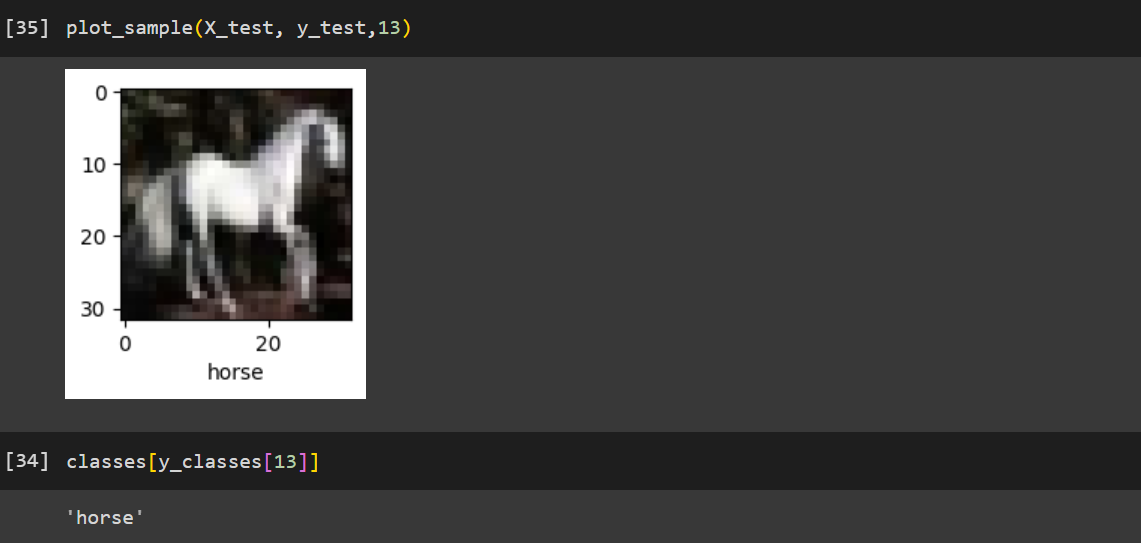 [35] plot_sample(X_test, y_test,13)
0
10
20
30
0 20
horse
[34] classes[y_classes[13]]
'horse'